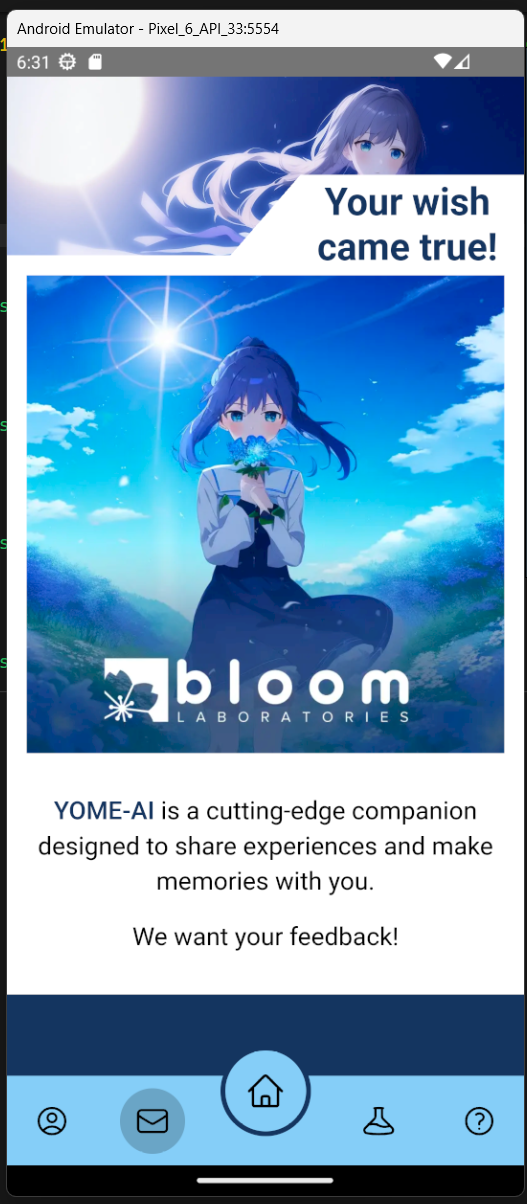 Android Emulator - Pixel_6_API_33:5554
6:31
Your wish
came true!
bloom
LABORATORIES
YOME-AI is a cutting-edge companion
designed to share experiences and make
memories with you.
We want your feedback!